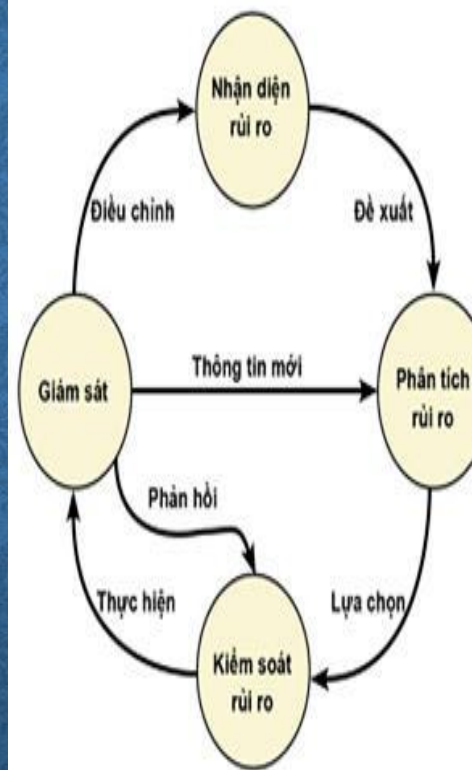 Nhận diện
rủi ro
Điều chỉnh
Đề xuất
Giám sát
Thông tin mới
Phân tích
rủi ro
Phản hồi
Thực hiện
Lựa chọn
Kiểm soát
rủi ro